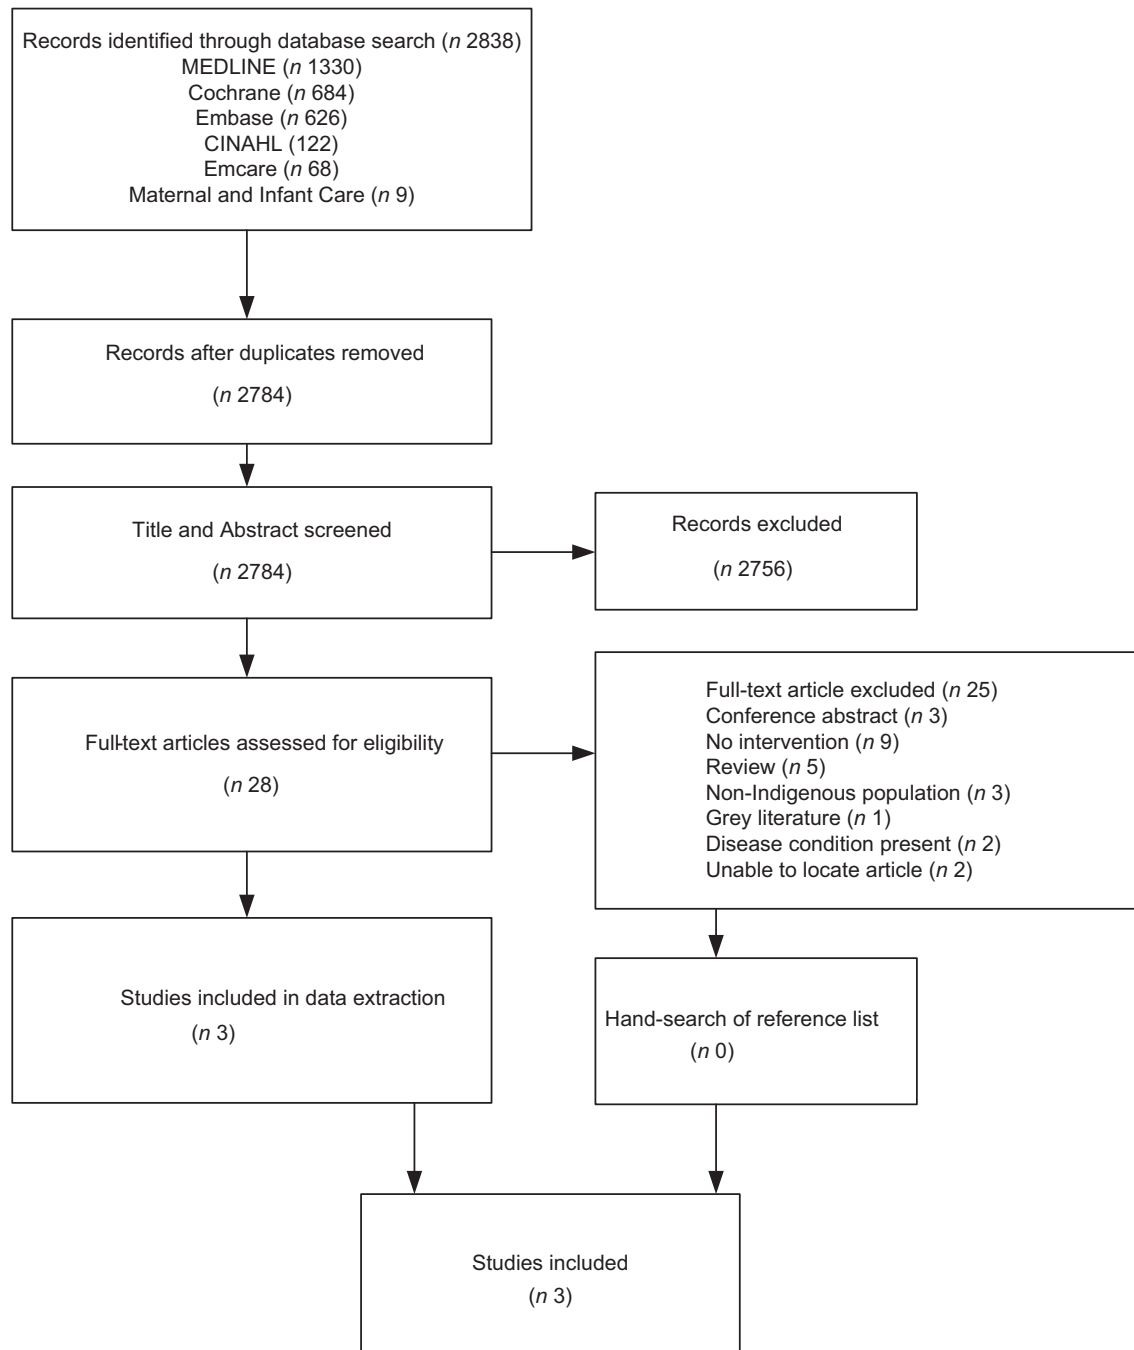 Records identified through database search (n 2838)
MEDLINE (n 1330)
Cochrane (n 684)
Embase (n 626)
CINAHL (122)
Emcare (n 68)
Maternal and Infant Care (n 9)
Records after duplicates removed
(n 2784)
Title and Abstract screened
(n 2784)
Records excluded
(n 2756)
Full-text articles assessed for eligibility
(n 28)
Full-text article excluded (n 25)
Conference abstract (n 3)
No intervention (n 9)
Review (n 5)
Non-Indigenous population (n 3)
Grey literature (n 1)
Disease condition present (n 2)
Unable to locate article (n 2)
Studies included in data extraction
(n 3)
Hand-search of reference list
(n 0)
Studies included
(n 3)